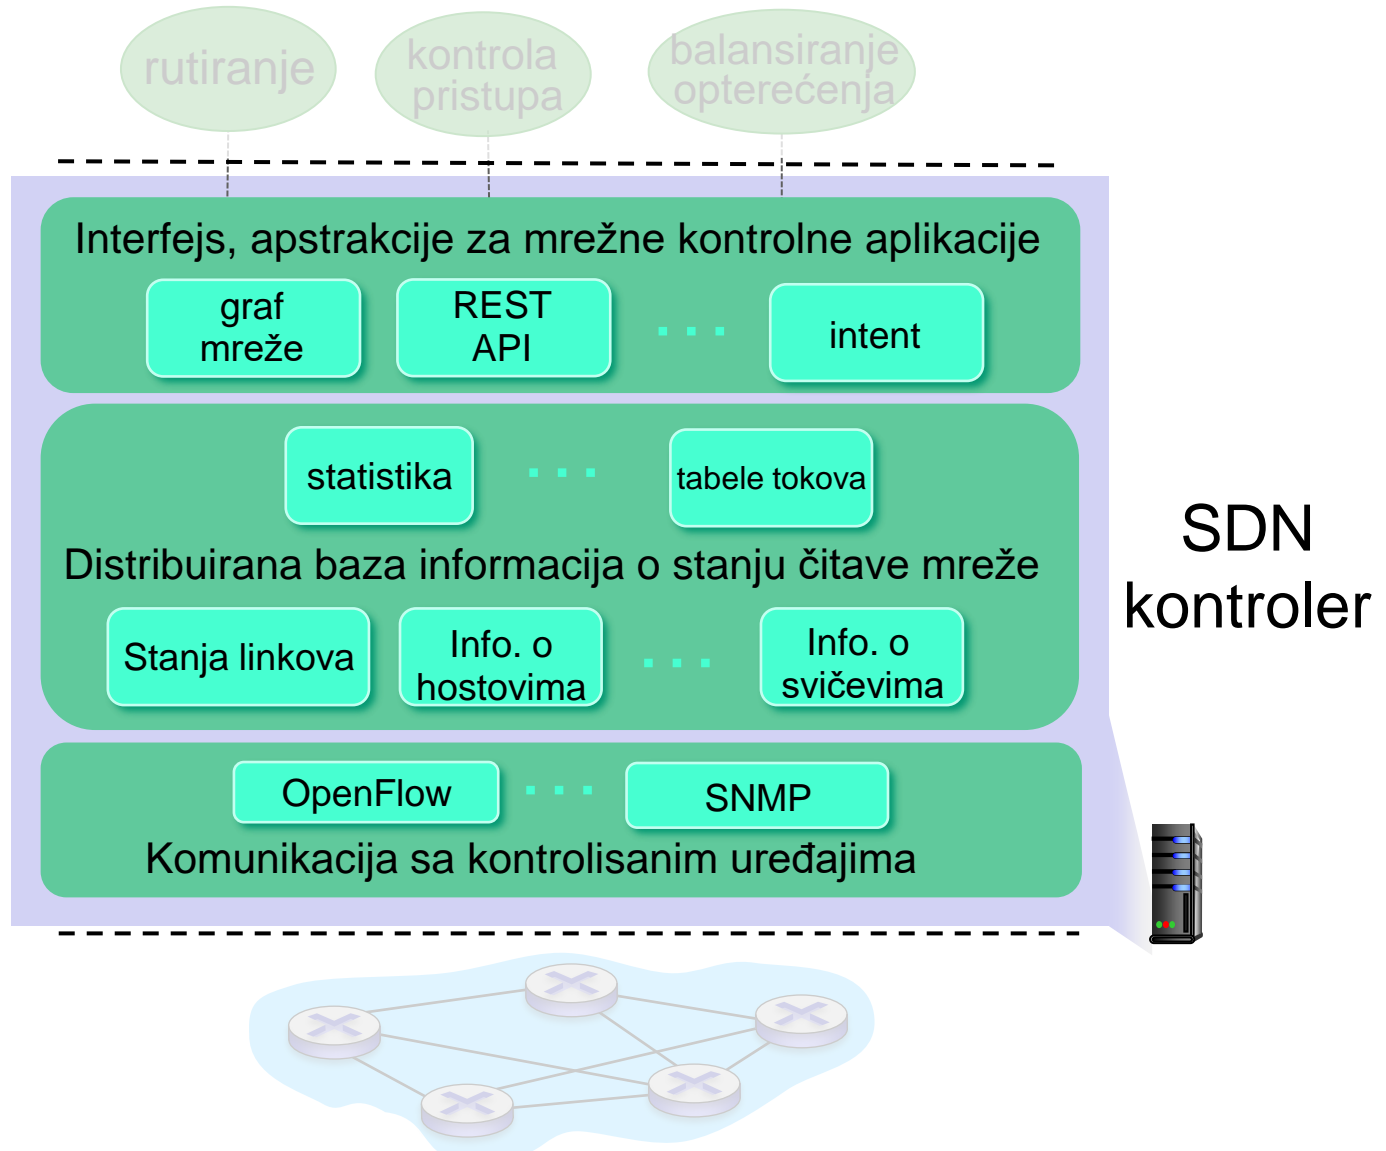 rutiranje
kontrola
pristupa
balansiranje
opterećenja
Interfejs, apstrakcije za mrežne kontrolne aplikacije
graf
mreže
REST
API
. . .
intent
statistika
. . .
tabele tokova
Distribuirana baza informacija o stanju čitave mreže
Stanja linkova
Info. o
hostovima
. . .
Info. o
svičevima
SDN
kontroler
OpenFlow
. . .
SNMP
Komunikacija sa kontrolisanim uređajima